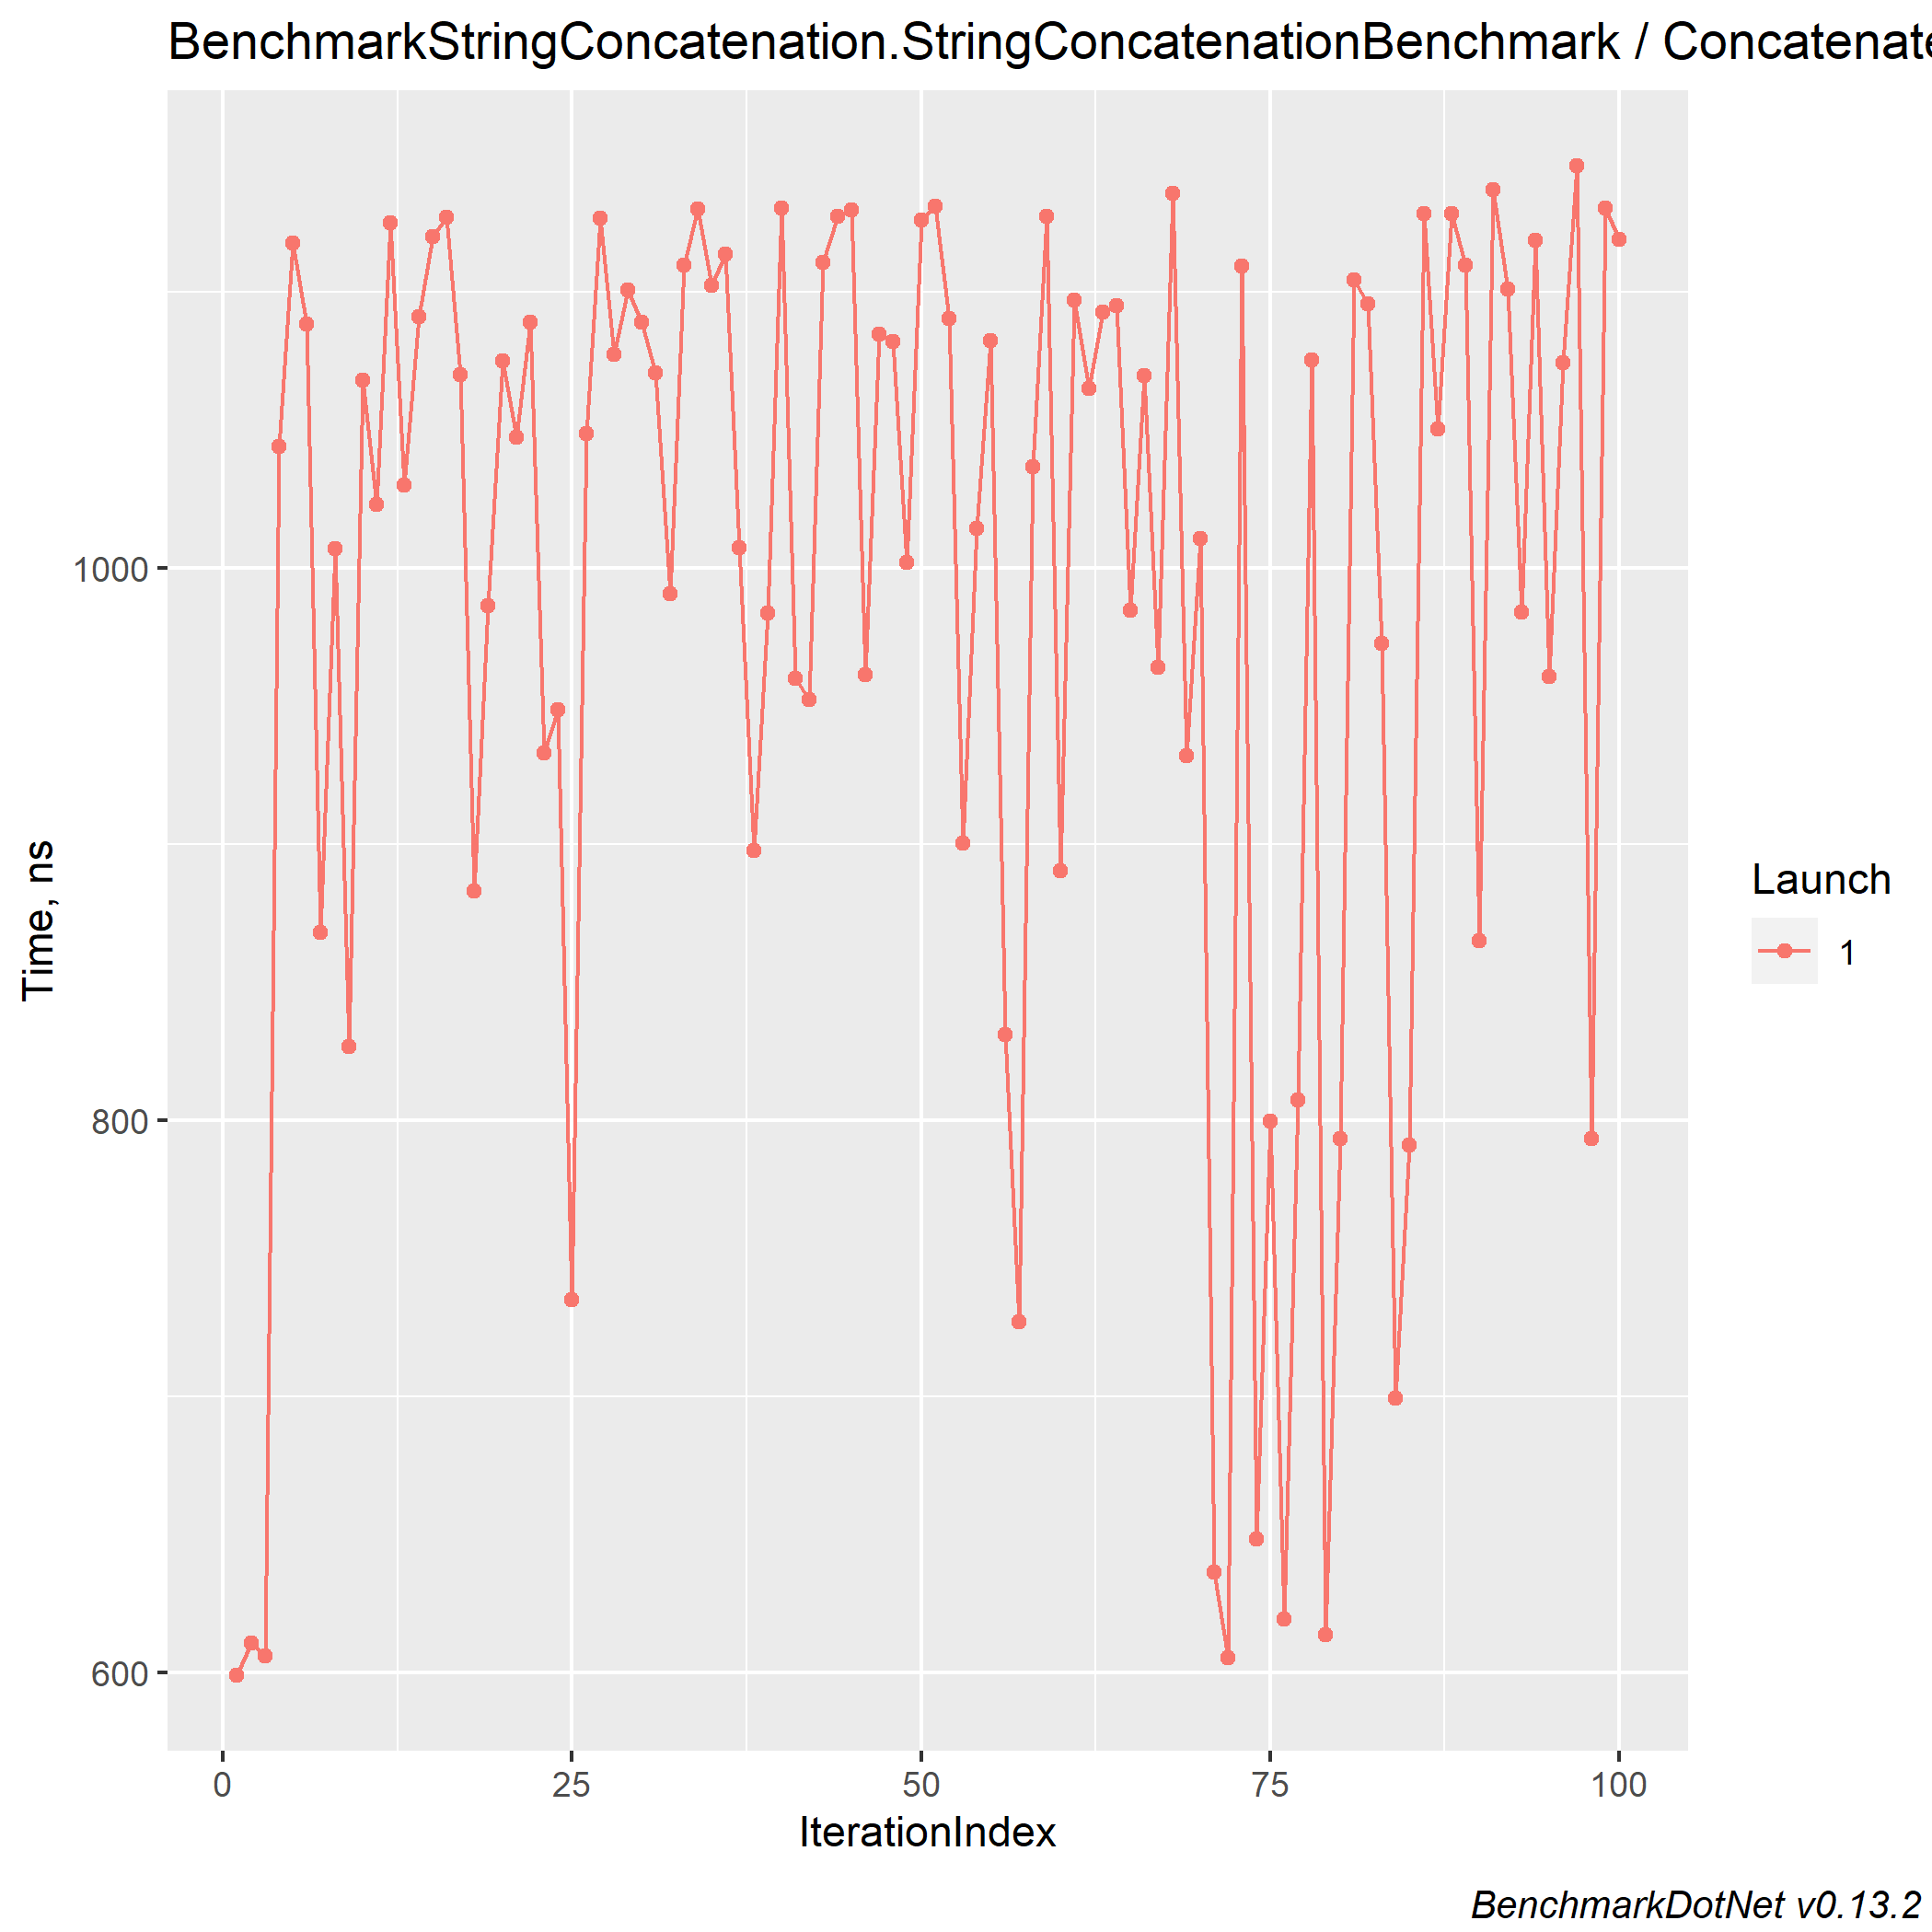 BenchmarkStringConcatenation.StringConcatenationBenchmark / Concatenate
Time, ns
1000
800
600
0 25 50 75 100
IterationIndex
Launch
1
BenchmarkDotNet v0.13.2